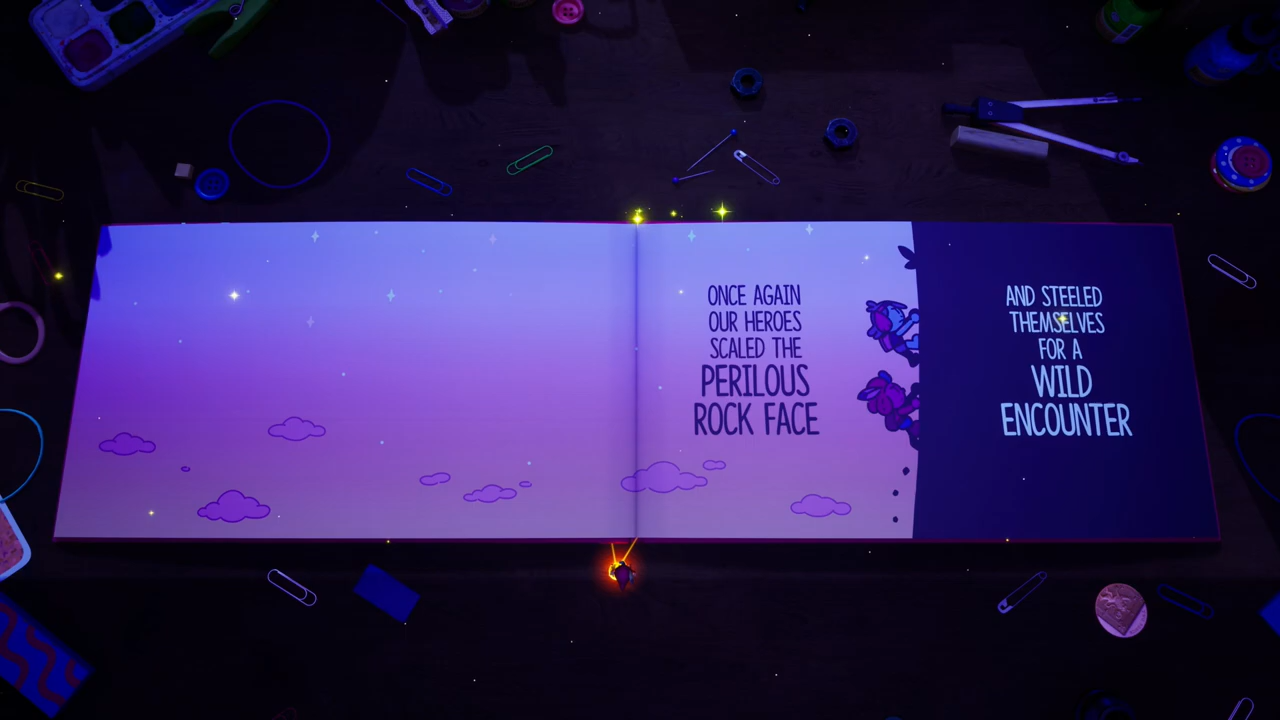 ONCE AGAIN
OUR HEROES
SCALED THE
PERILOUS
ROCK FACE
AND STEELED
THEMSELVES
FOR A
WILD
ENCOUNTER